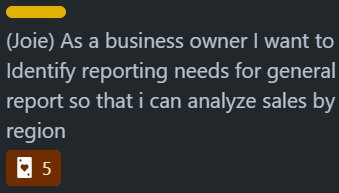 (Joie) As a business owner I want to
Identify reporting needs for general
report so that i can analyze sales by
region
5